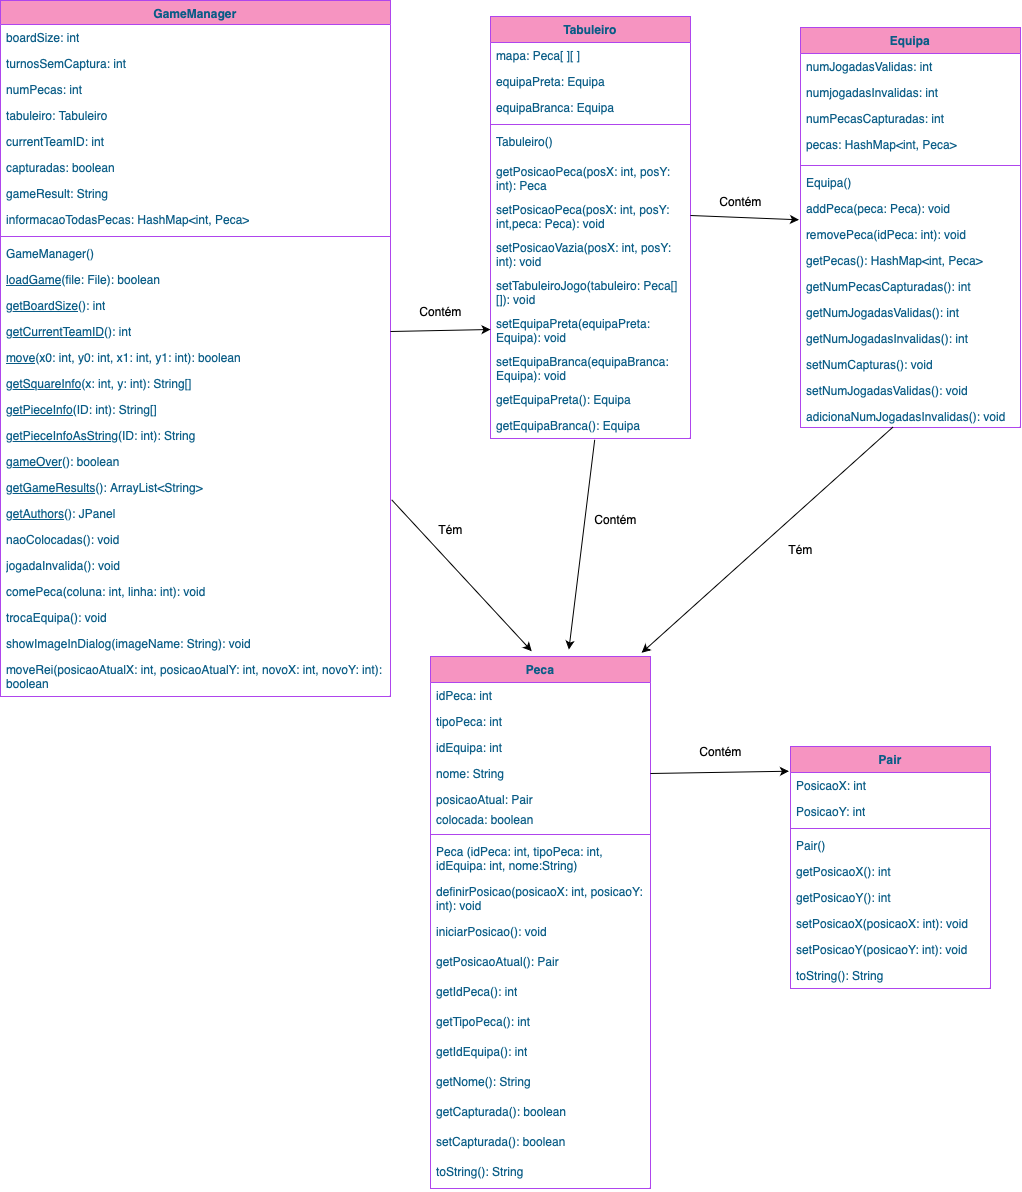 GameManager
boardSize: int
turnosSemCaptura: int
numPecas: int
tabuleiro: Tabuleiro
currentTeamID: int
capturadas: boolean
gameResult: String
informacaoTodasPecas: HashMap<int, Peca>
GameManager()
loadGame(file: File): boolean
getBoardSize(): int
getCurrentTeamID(): int
move(x0: int, y0: int, x1: int, y1: int): boolean
getSquareInfo(x: int, y: int): String[]
getPieceInfo(ID: int): String[]
getPieceInfoAsString(ID: int): String
gameOver(): boolean
getGameResults(): ArrayList<String>
getAuthors(): JPanel
naoColocadas(): void
jogadaInvalida(): void
comePeca(coluna: int, linha: int): void
trocaEquipa(): void
showImageInDialog(imageName: String): void
moveRei(posicaoAtualX: int, posicaoAtualY: int, novoX: int, novoY: int):
boolean
Contém
Tém
Tabuleiro
mapa: Peca[ ][ ]
equipaPreta: Equipa
equipaBranca: Equipa
Tabuleiro()
getPosicaoPeca(posX: int, posY:
int): Peca
setPosicaoPeca(posX: int, posY:
int,peca: Peca): void
setPosicaoVazia(posX: int, posY:
int): void
setTabuleiroJogo(tabuleiro: Peca[]
[]): void
setEquipaPreta(equipaPreta:
Equipa): void
setEquipaBranca(equipaBranca:
Equipa): void
getEquipaPreta(): Equipa
getEquipaBranca(): Equipa
Contém
Contém
Equipa
numJogadasValidas: int
numjogadasInvalidas: int
numPecasCapturadas: int
pecas: HashMap<int, Peca>
Equipa()
addPeca(peca: Peca): void
removePeca(idPeca: int): void
getPecas(): HashMap<int, Peca>
getNumPecasCapturadas(): int
getNumJogadasValidas(): int
getNumJogadasInvalidas(): int
setNumCapturas(): void
setNumJogadasValidas(): void
adicionaNumJogadasInvalidas(): void
Tém
Peca
idPeca: int
tipoPeca: int
idEquipa: int
nome: String
posicaoAtual: Pair
colocada: boolean
Peca (idPeca: int, tipoPeca: int,
idEquipa: int, nome:String)
definirPosicao(posicaoX: int, posicaoY:
int): void
iniciarPosicao(): void
getPosicaoAtual(): Pair
getIdPeca(): int
getTipoPeca(): int
getIdEquipa(): int
getNome(): String
getCapturada(): boolean
setCapturada(): boolean
toString(): String
Contém
Pair
PosicaoX: int
PosicaoY: int
Pair()
getPosicaoX(): int
getPosicaoY(): int
setPosicaoX(posicaoX: int): void
setPosicaoY(posicaoY: int): void
toString(): String